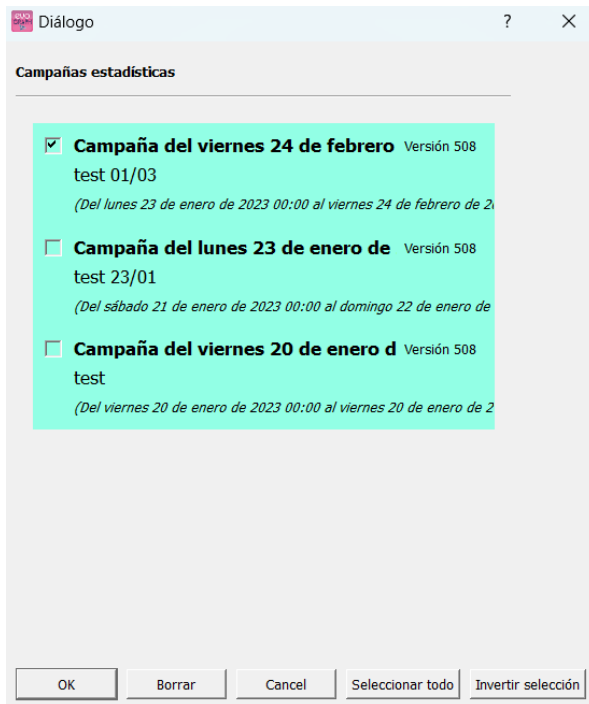 Diálogo ?
Campañas estadísticas
Campaña del viernes 24 de febrero Versión 508
test 01/03
(Del lunes 23 de enero de 2023 00:00 al viernes 24 de febrero de
Campaña del lunes 23 de enero de Versión 508
test 23/01
(Del sábado 21 de enero de 2023 00:00 al domingo 22 de enero de
Campaña del viernes 20 de enero d Versión 508
test
(Del viernes 20 de enero de 2023 00:00 al viernes 20 de enero de 2
OK Borrar Cancel Seleccionar todo Invertir selección